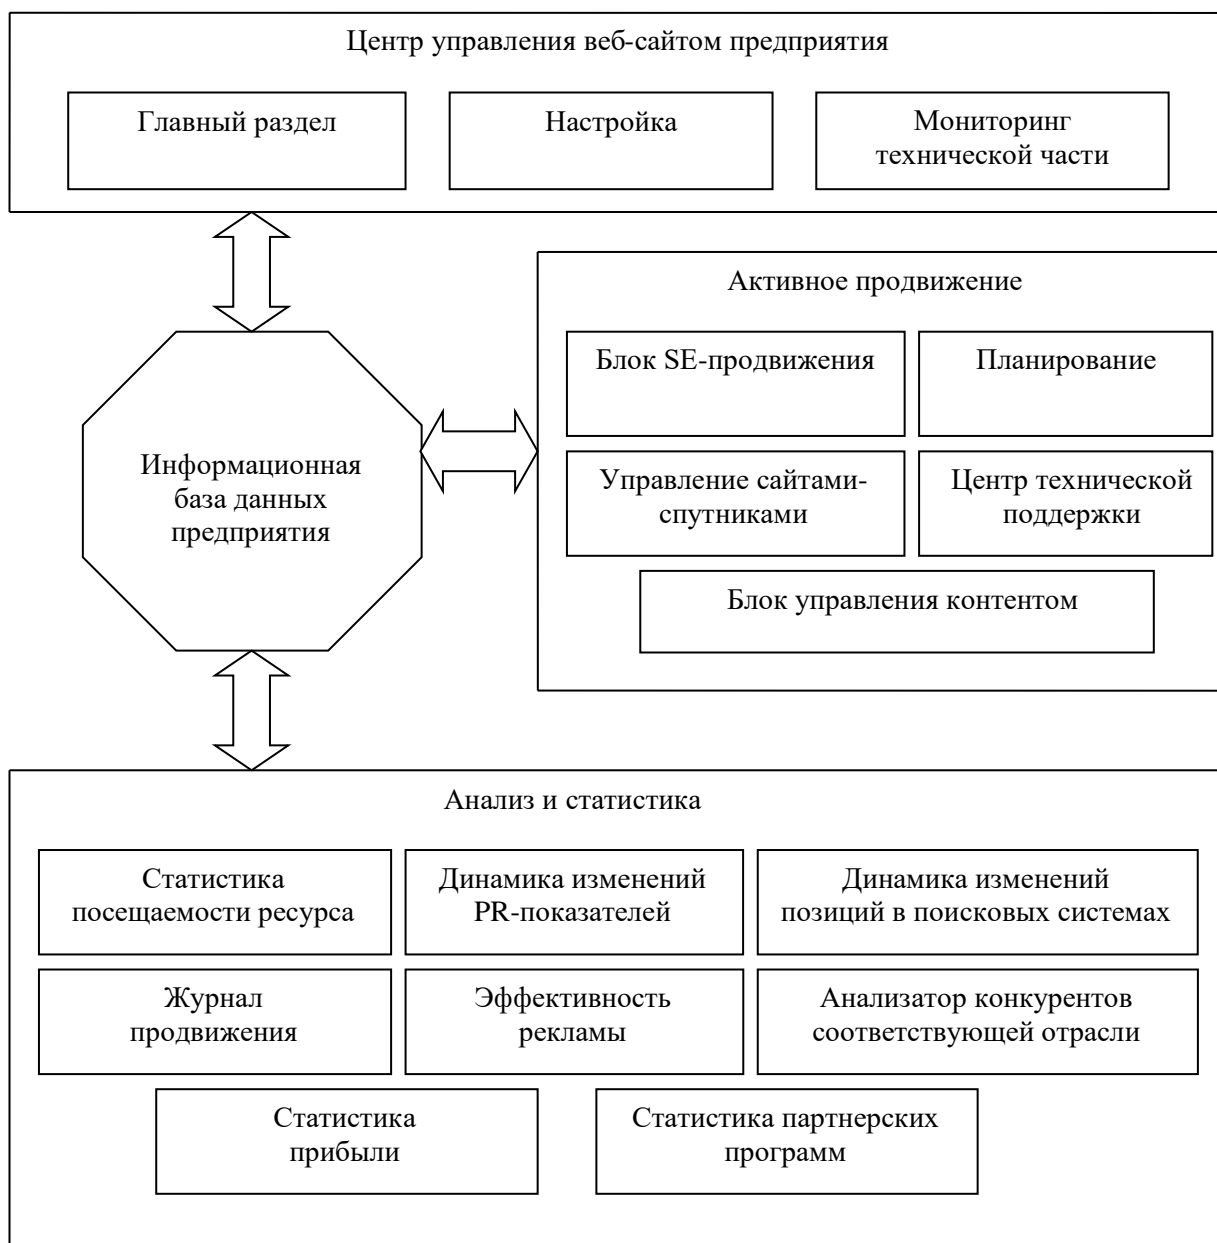 Центр управления веб-сайтом предприятия
Главный раздел
Настройка
Мониторинг
технической части
Активное продвижение
Блок SE-продвижения
Планирование
Управление сайтами-
спутниками
Центр технической
поддержки
Блок управления контентом
Информационная
база данных
предприятия
Анализ и статистика
Статистика
посещаемости ресурса
Динамика изменений
PR-показателей
Динамика изменений
позиций в поисковых системах
Журнал
продвижения
Эффективность
рекламы
Анализатор конкурентов
соответствующей отрасли
Статистика
прибыли
Статистика партнерских
программ